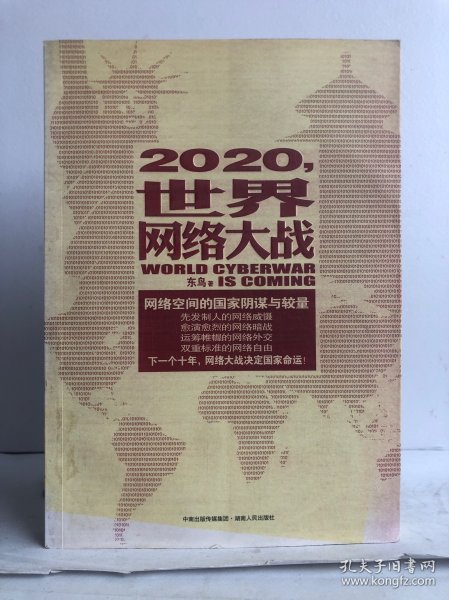 2020,
世界
网络大战
WORLD CYBERWAR
东鸟著 IS COMING
网络空间的国家阴谋与较量
先发制人的网络威慑
愈演愈烈的网络暗战
运筹帷幄的网络外交
双重标准的网络自由
下一个十年，网络大战决定国家命运！
中南出版传媒集团·湖南人民出版社
孔夫子旧书网
www.kongfz.com